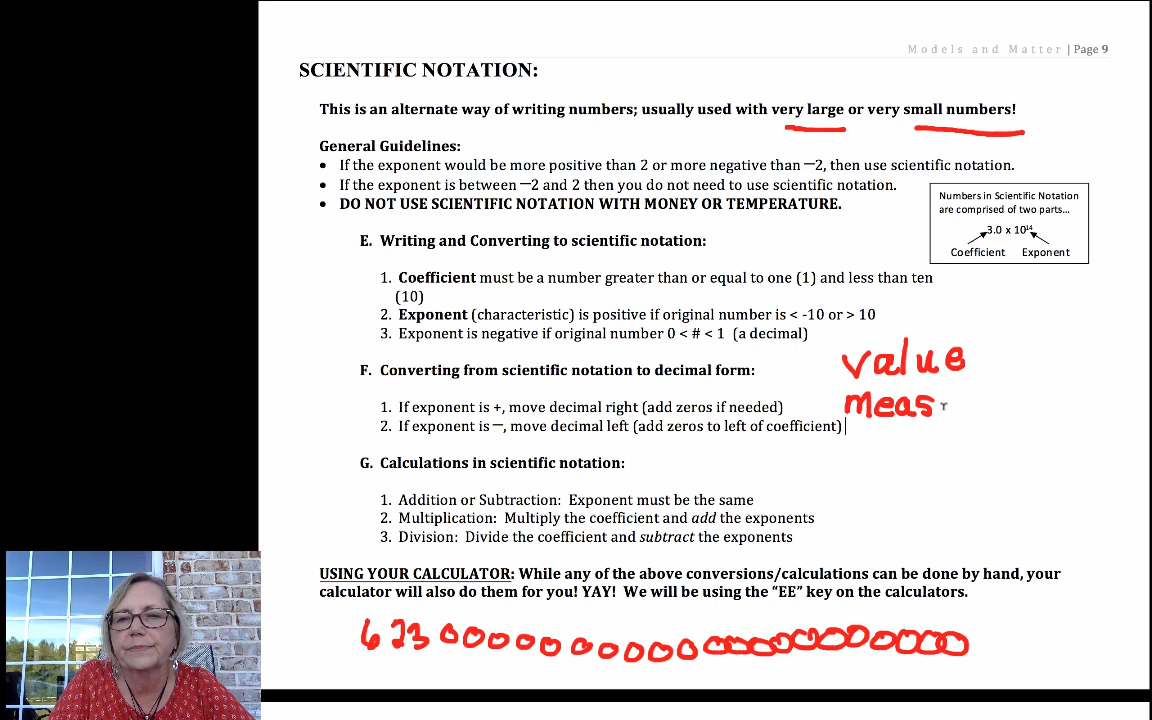 Models and Matter | Page 9
SCIENTIFIC NOTATION:
This is an alternate way of writing numbers; usually used with very large or very small numbers!
General Guidelines:
• If the exponent would be more positive than 2 or more negative than —2, then use scientific notation.
• If the exponent is between —2 and 2 then you do not need to use scientific notation.
• DO NOT USE SCIENTIFIC NOTATION WITH MONEY OR TEMPERATURE.
Numbers in Scientific Notation
are comprised of two parts...
3.0 x 10¹⁴
Coefficient Exponent
E. Writing and Converting to scientific notation:
1. Coefficient must be a number greater than or equal to one (1) and less than ten
(10)
2. Exponent (characteristic) is positive if original number is < -10 or > 10
3. Exponent is negative if original number 0 < # < 1 (a decimal)
value
F. Converting from scientific notation to decimal form:
meas
1. If exponent is +, move decimal right (add zeros if needed)
2. If exponent is —, move decimal left (add zeros to left of coefficient)
G. Calculations in scientific notation:
1. Addition or Subtraction: Exponent must be the same
2. Multiplication: Multiply the coefficient and add the exponents
3. Division: Divide the coefficient and subtract the exponents
USING YOUR CALCULATOR: While any of the above conversions/calculations can be done by hand, your
calculator will also do them for you! YAY! We will be using the "EE" key on the calculators.